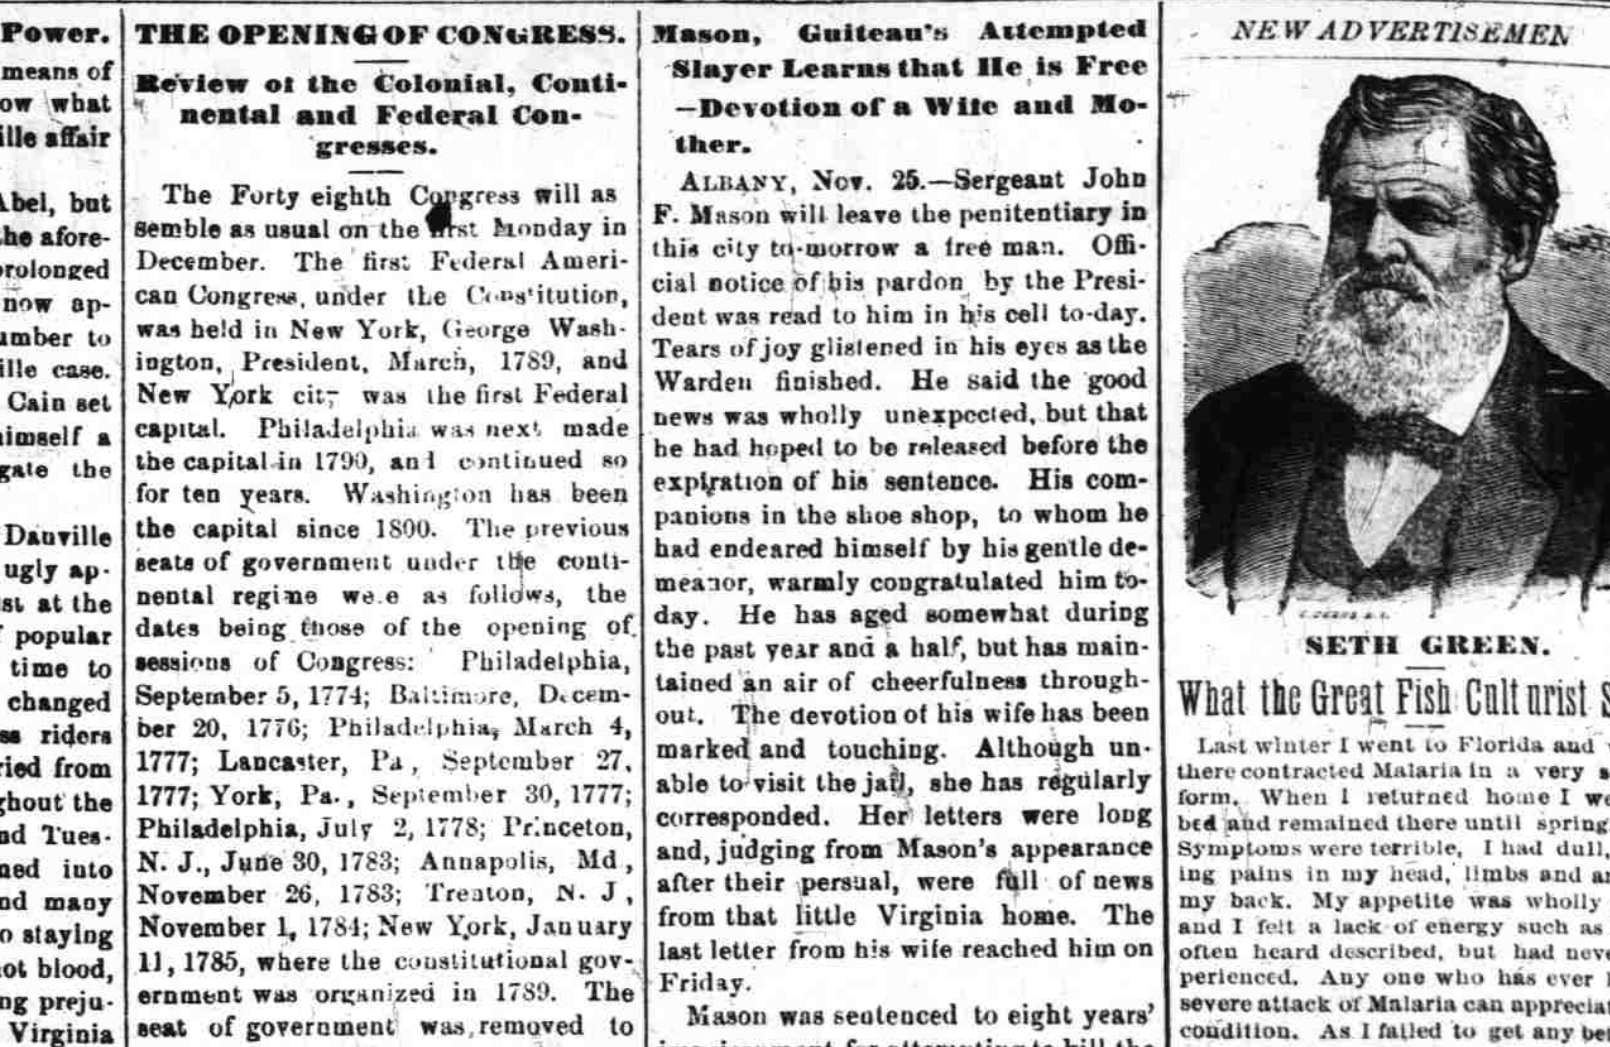 Power.
means of
ow what
ille affair
Abel, but
the afore-
prolonged
now ap-
umber to
ille case.
Cain set
himself a
gate the
Danville
ugly ap-
st at the
popular
time to
changed
ss riders
ried from
ghout the
nd Tues-
ned into
nd many
o staying
hot blood,
ng preju-
Virginia
THE OPENING OF CONGRESS.
Review of the Colonial, Conti-
nental and Federal Con-
gresses.
The Forty eighth Congress will as
semble as usual on the first Monday in
December. The first Federal Ameri-
can Congress, under the Constitution,
was held in New York, George Wash-
ington, President, March, 1789, and
New York city was the first Federal
capital. Philadelphia was next made
the capital in 1790, and continued so
for ten years. Washington has been
the capital since 1800. The previous
seats of government under the conti-
nental regime were as follows, the
dates being those of the opening of
sessions of Congress: Philadelphia,
September 5, 1774; Baltimore, Decem-
ber 20, 1776; Philadelphia, March 4,
1777; Lancaster, Pa, September 27,
1777; York, Pa., September 30, 1777;
Philadelphia, July 2, 1778; Princeton,
N. J., June 30, 1783; Annapolis, Md,
November 26, 1783; Trenton, N. J,
November 1, 1784; New York, January
11, 1785, where the constitutional gov-
ernment was organized in 1789. The
seat of government was removed to
Mason, Guiteau's Attempted
Slayer Learns that He is Free
—Devotion of a Wife and Mo-
ther.
ALBANY, Nov. 25.—Sergeant John
F. Mason will leave the penitentiary in
this city to-morrow a free man. Offi-
cial notice of his pardon by the Presi-
dent was read to him in his cell to-day.
Tears of joy glistened in his eyes as the
Warden finished. He said the good
news was wholly unexpected, but that
he had hoped to be released before the
expiration of his sentence. His com-
panions in the shoe shop, to whom he
had endeared himself by his gentle de-
meanor, warmly congratulated him to-
day. He has aged somewhat during
the past year and a half, but has main-
tained an air of cheerfulness through-
out. The devotion of his wife has been
marked and touching. Although un-
able to visit the jail, she has regularly
corresponded. Her letters were long
and, judging from Mason's appearance
after their persual, were full of news
from that little Virginia home. The
last letter from his wife reached him on
Friday.
Mason was sentenced to eight years'
for attempting to kill the
NEW ADVERTISEMEN
SETH GREEN.
What the Great Fish Culturist S
Last winter I went to Florida and
there contracted Malaria in a very s
form. When I returned home I we
bed and remained there until spring
Symptoms were terrible, I had dull,
ing pains in my head, limbs and ar
my back. My appetite was wholly
and I felt a lack of energy such as
often heard described, but had neve
perienced. Any one who has ever
severe attack of Malaria can appreciat
condition. As I failed to get any bet